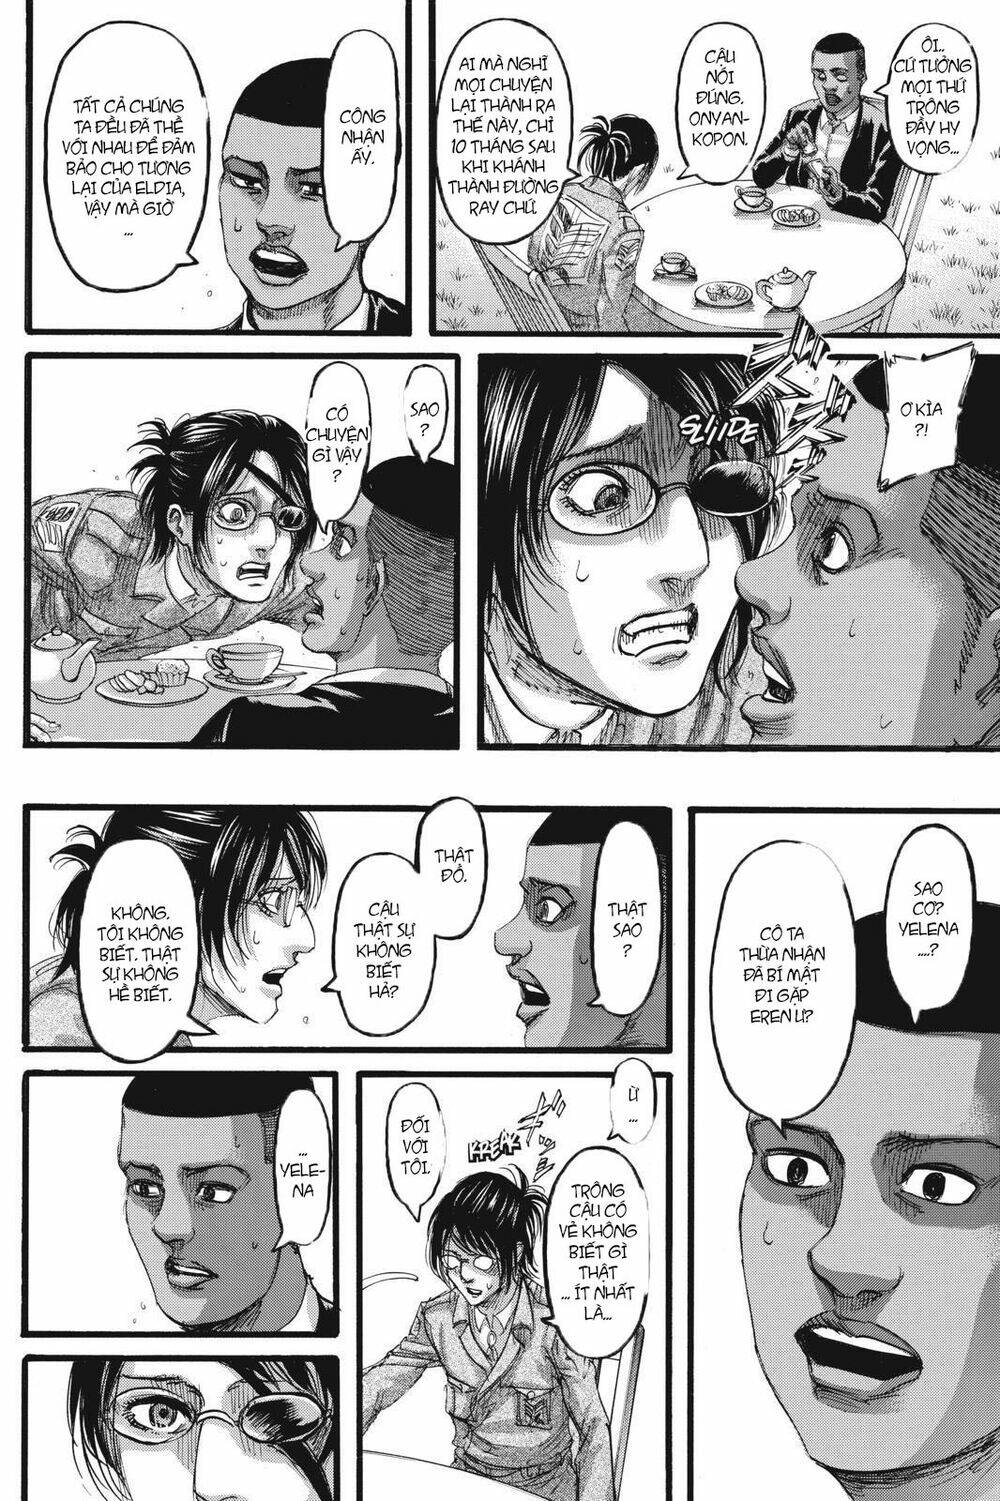 ÔI..
CỨ TƯỞNG
MỌI THỨ
TRÔNG
ĐẦY HY
VỌNG...
CẬU
NÓI
ĐÚNG,
ONYAN-
KOPON.
AI MÀ NGHĨ
MỌI CHUYỆN
LẠI THÀNH RA
THẾ NÀY, CHỈ
10 THÁNG SAU
KHI KHÁNH
THÀNH ĐƯỜNG
RAY CHỨ.
CÔNG
NHẬN
ẤY.
TẤT CẢ CHÚNG
TA ĐỀU ĐÃ THỀ
VỚI NHAU ĐỂ ĐẢM
BẢO CHO TƯƠNG
LẠI CỦA ELDIA,
VẬY MÀ GIỜ
...
Ơ KÌA
?!
SLIIDE
SAO
?
CÓ
CHUYỆN
GÌ VẬY
?
SAO
CƠ?
YELENA
....?
CÔ TA
THỪA NHẬN
ĐÃ BÍ MẬT
ĐI GẶP
EREN Ư?
THẬT
SAO
?
THẬT
ĐÓ.
CẬU
THẬT SỰ
KHÔNG
BIẾT
HẢ?
KHÔNG.
TÔI KHÔNG
BIẾT. THẬT
SỰ KHÔNG
HỀ BIẾT.
Ừ
...
TRÔNG
CẬU CÓ
VẺ KHÔNG
BIẾT GÌ
THẬT
... ÍT NHẤT
LÀ...
KREAK
ギッ
ĐỐI
VỚI
TÔI.
...
YELE-
NA